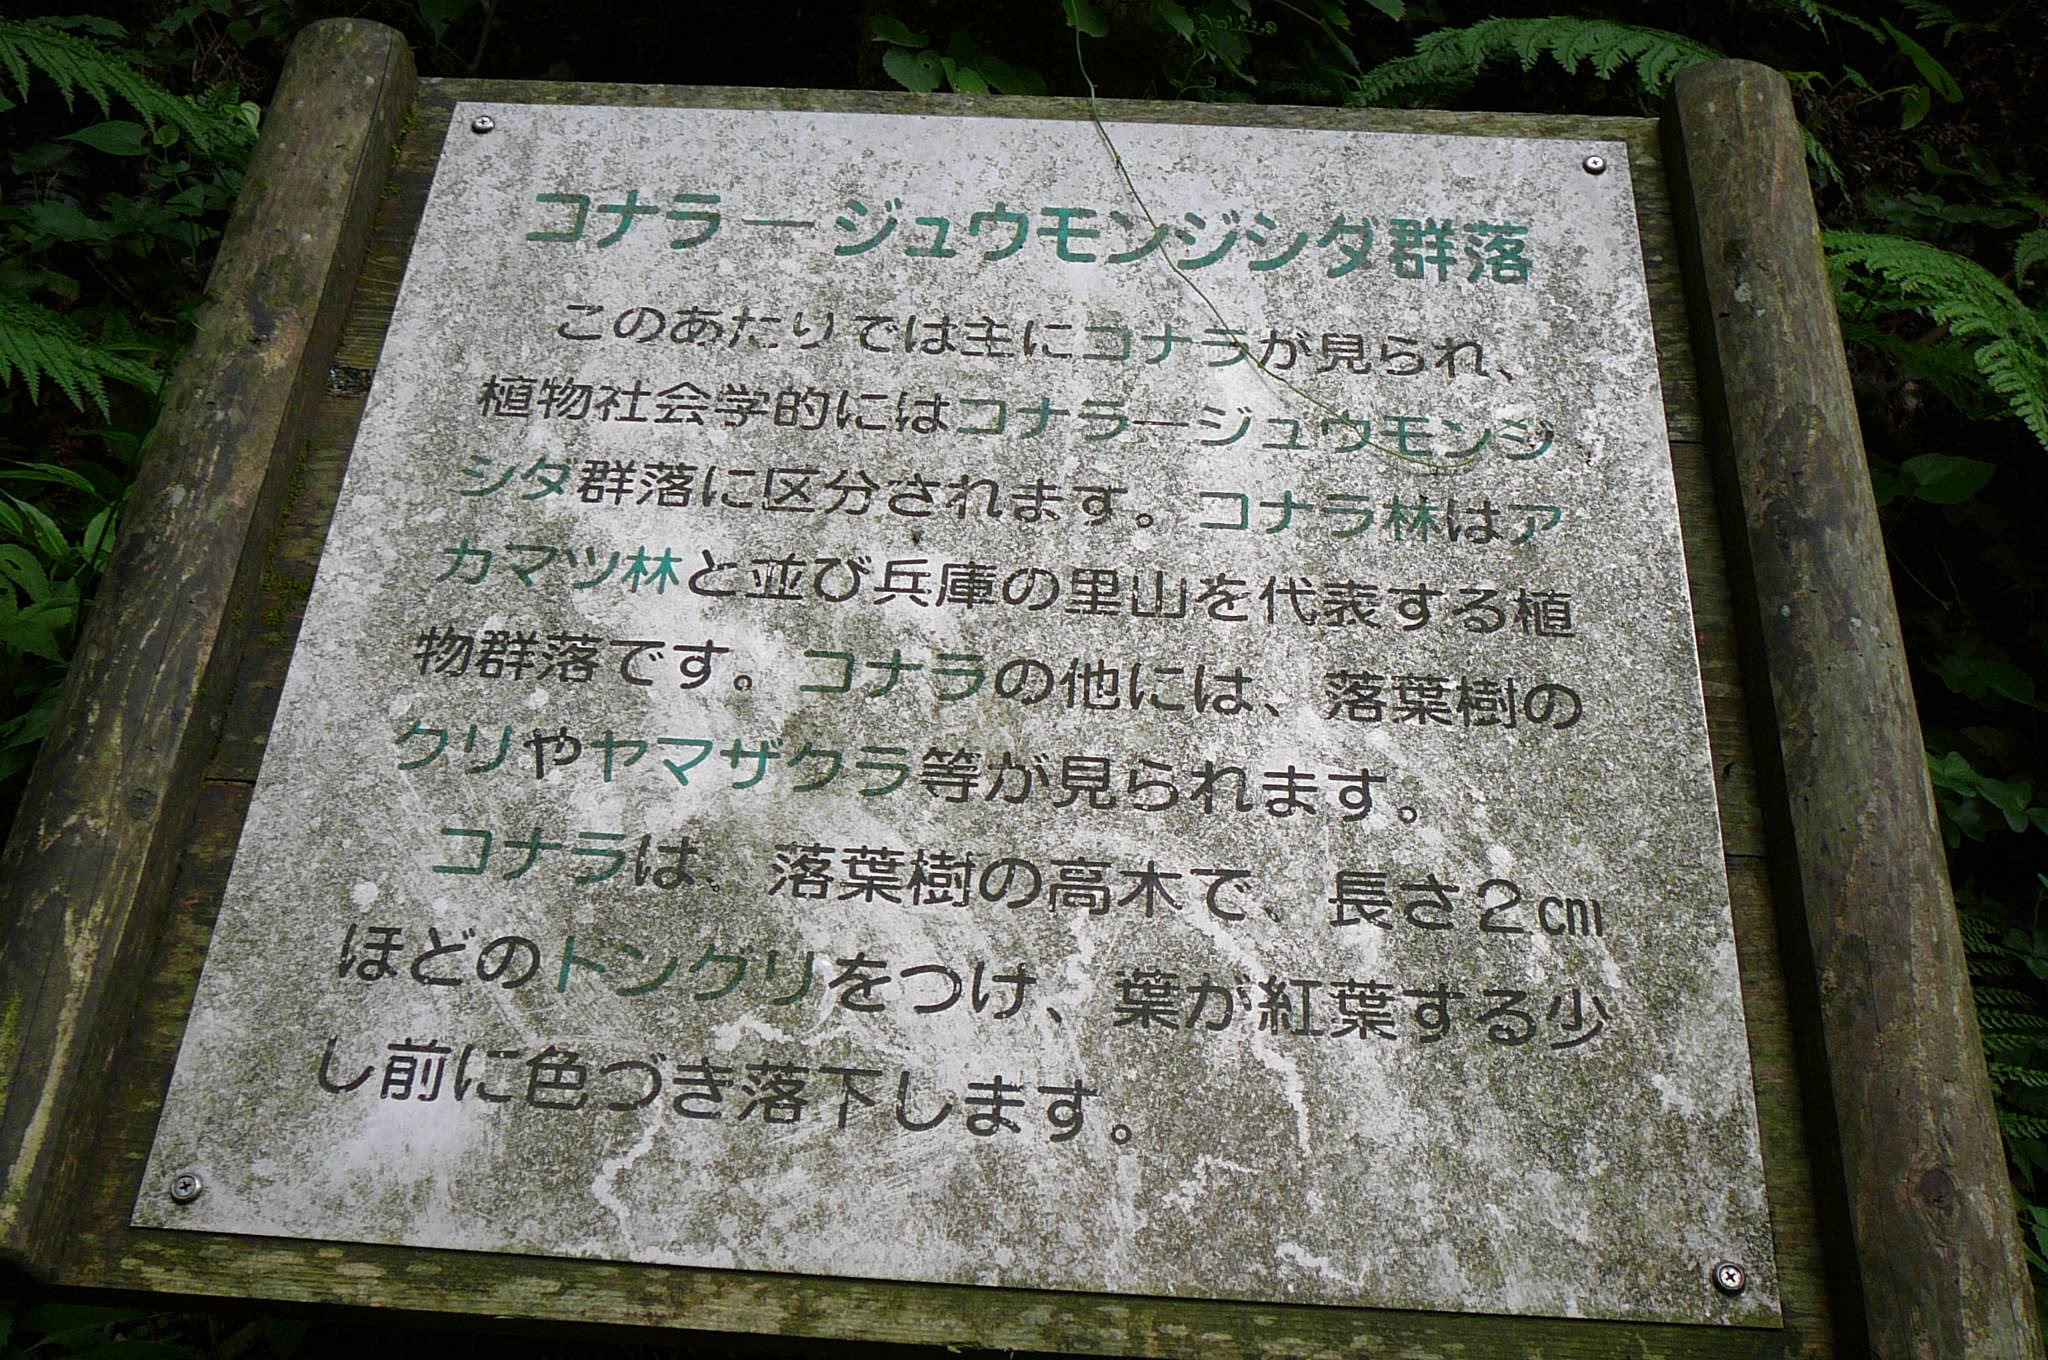 コナラ―ジュウモンジシダ群落
このあたりでは主にコナラが見られ、
植物社会学的にはコナラ―ジュウモンジ
シダ群落に区分されます。コナラ林はア
カマツ林と並び兵庫の里山を代表する植
物群落です。コナラの他には、落葉樹の
クリやヤマザクラ等が見られます。
コナラは、落葉樹の高木で、長さ2㎝
ほどのドングリをつけ、葉が紅葉する少
し前に色づき落下します。